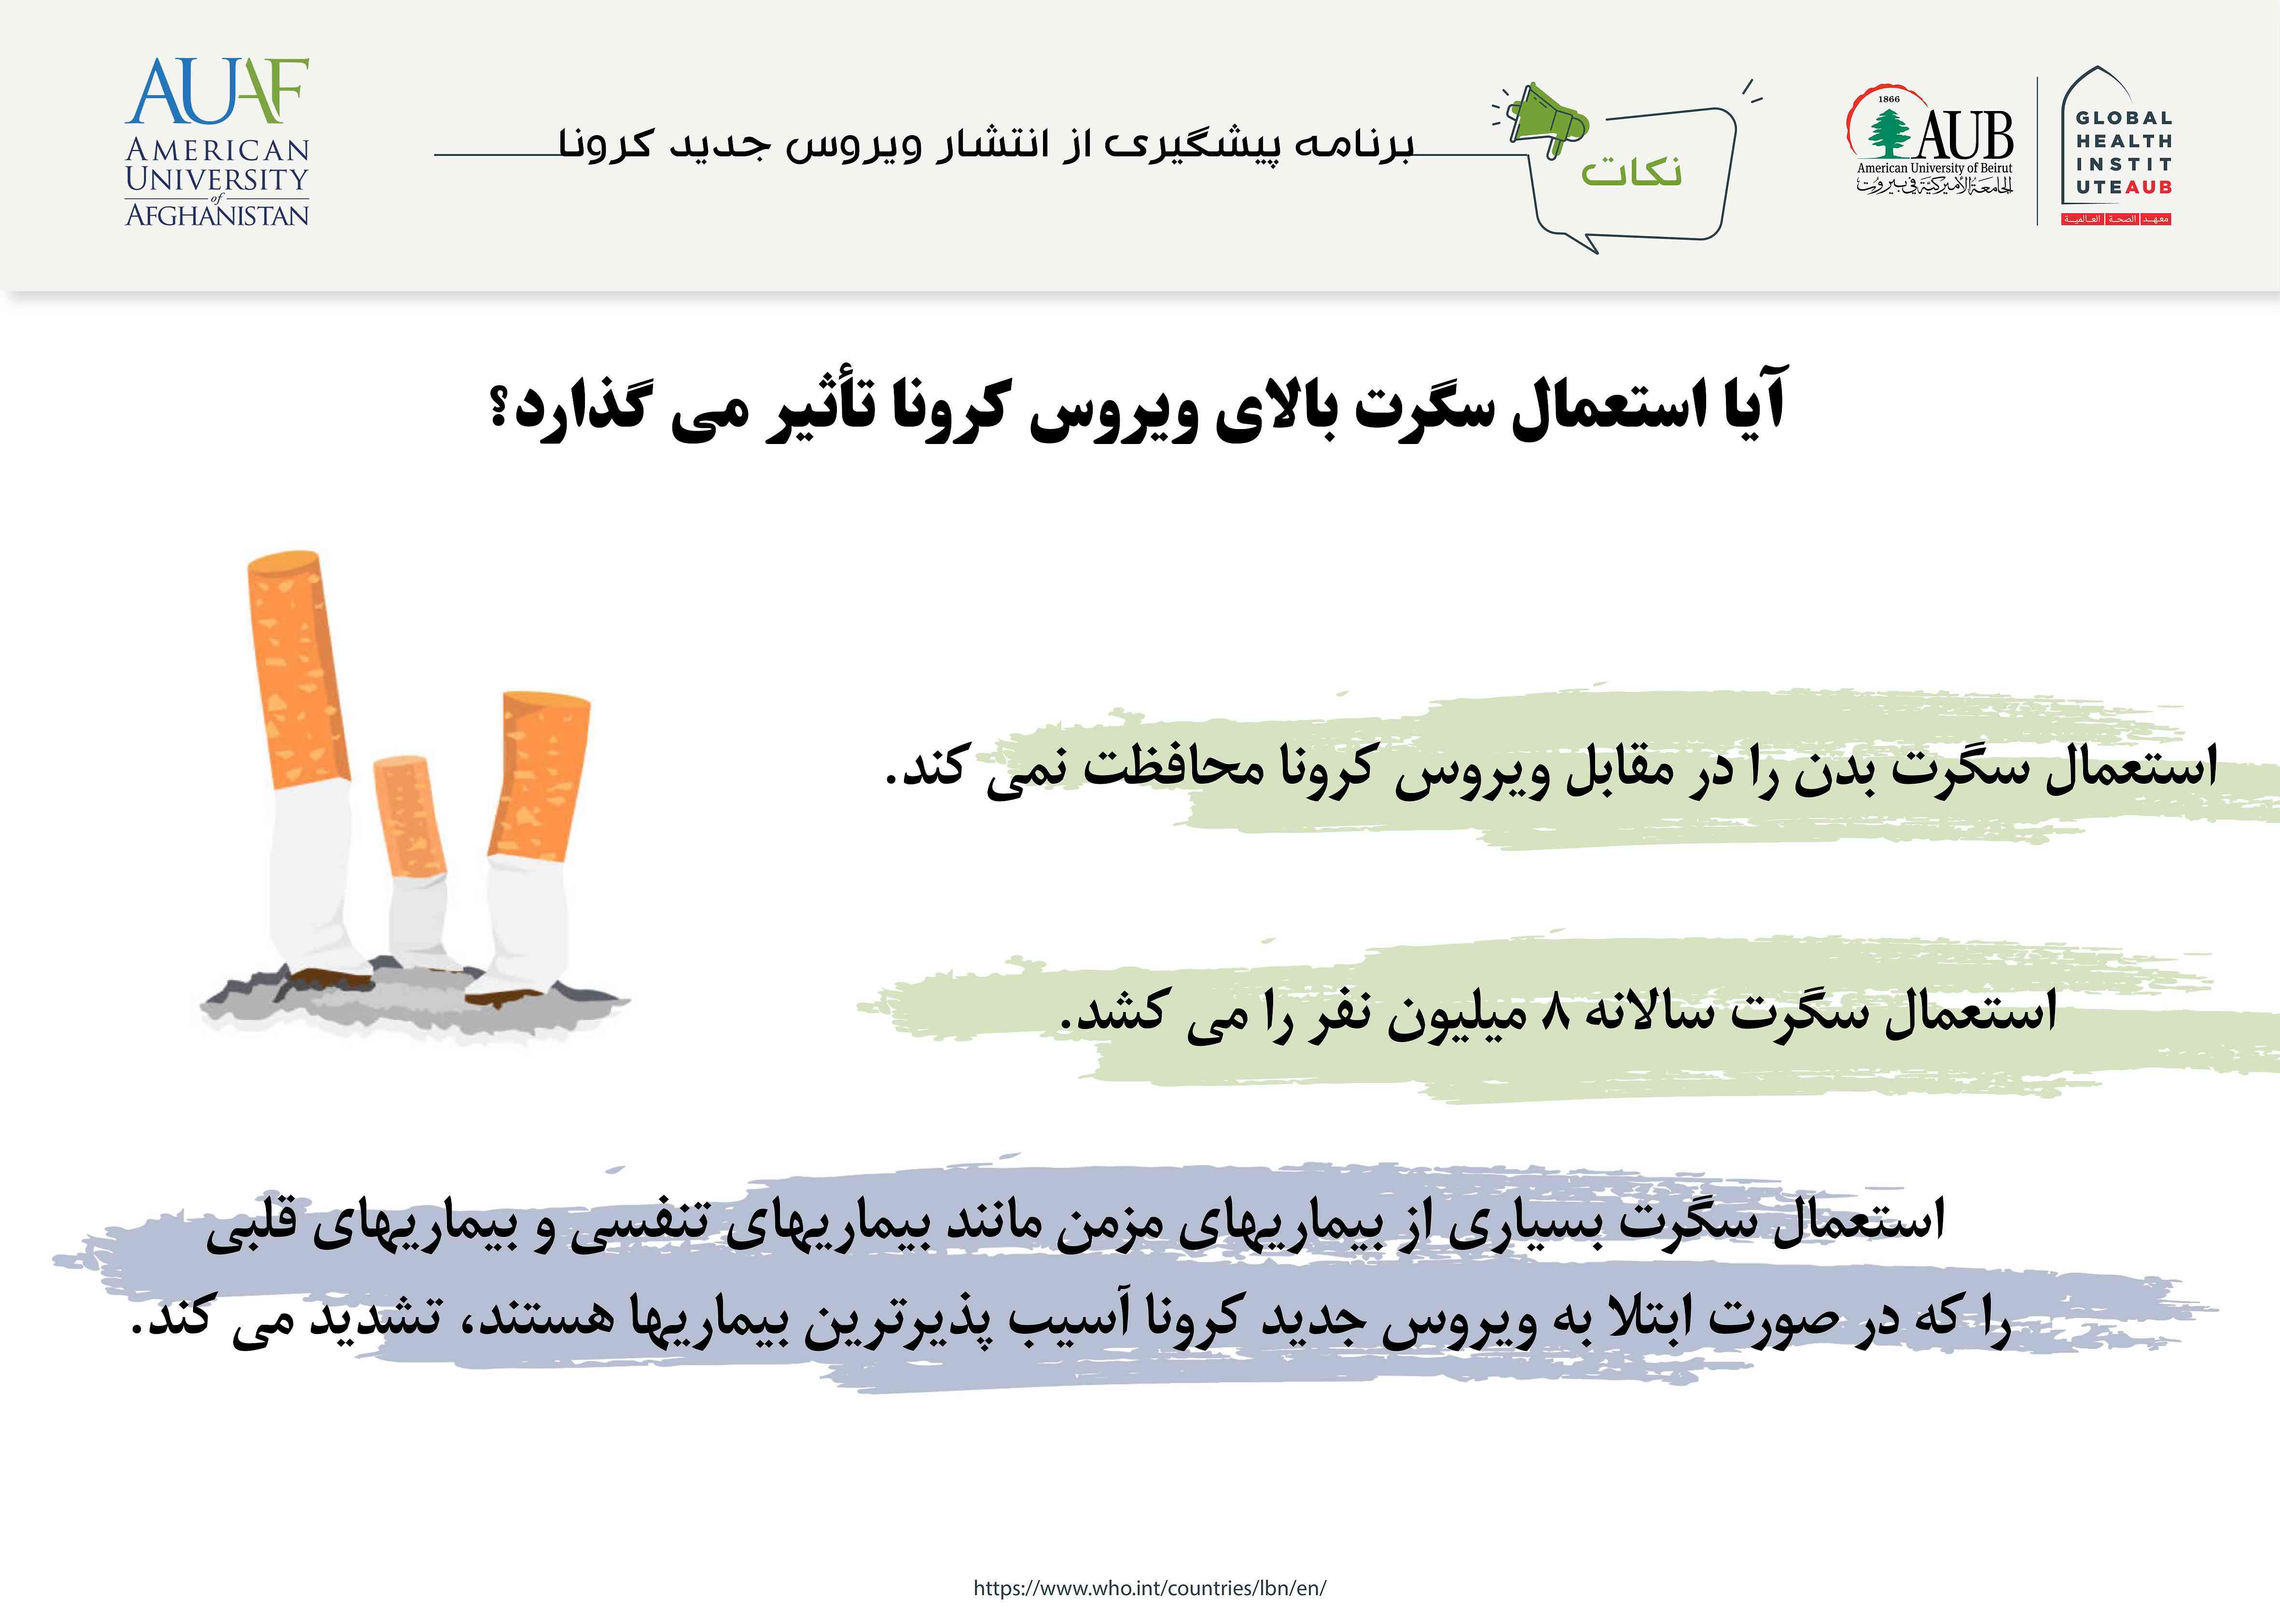 AUAF
AMERICAN
UNIVERSITY
of
AFGHANISTAN
برنامه پیشگیری از انتشار ویروس جدید کرونا
نکات
1866
AUB
American University of Beirut
الجامعة الأميركية في بيروت
GLOBAL
HEALTH
INSTIT
UTEAUB
معهد الصحة العالمية
آیا استعمال سگرت بالای ویروس کرونا تأثیر می گذارد؟
استعمال سگرت بدن را در مقابل ویروس کرونا محافظت نمی کند.
استعمال سگرت سالانه ۸ میلیون نفر را می کشد.
استعمال سگرت بسیاری از بیماریهای مزمن مانند بیماریهای تنفسی و بیماریهای قلبی
را که در صورت ابتلا به ویروس جدید کرونا آسیب پذیرترین بیماریها هستند، تشدید می کند.
https://www.who.int/countries/lbn/en/